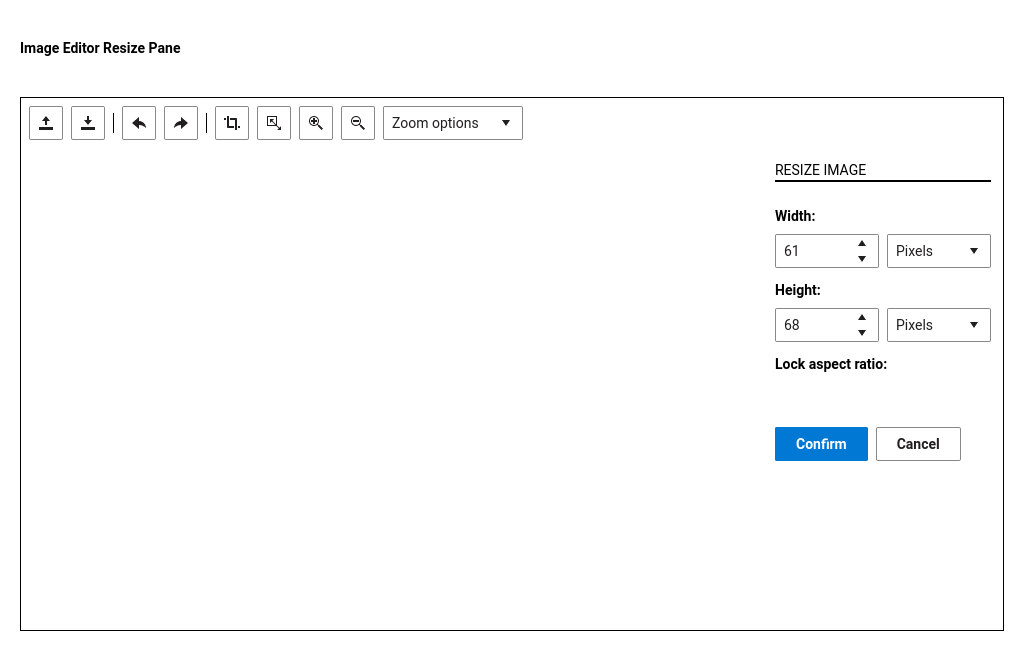 Image Editor Resize Pane
Zoom options
RESIZE IMAGE
Width:
61 Pixels
Height:
68 Pixels
Lock aspect ratio:
Confirm Cancel